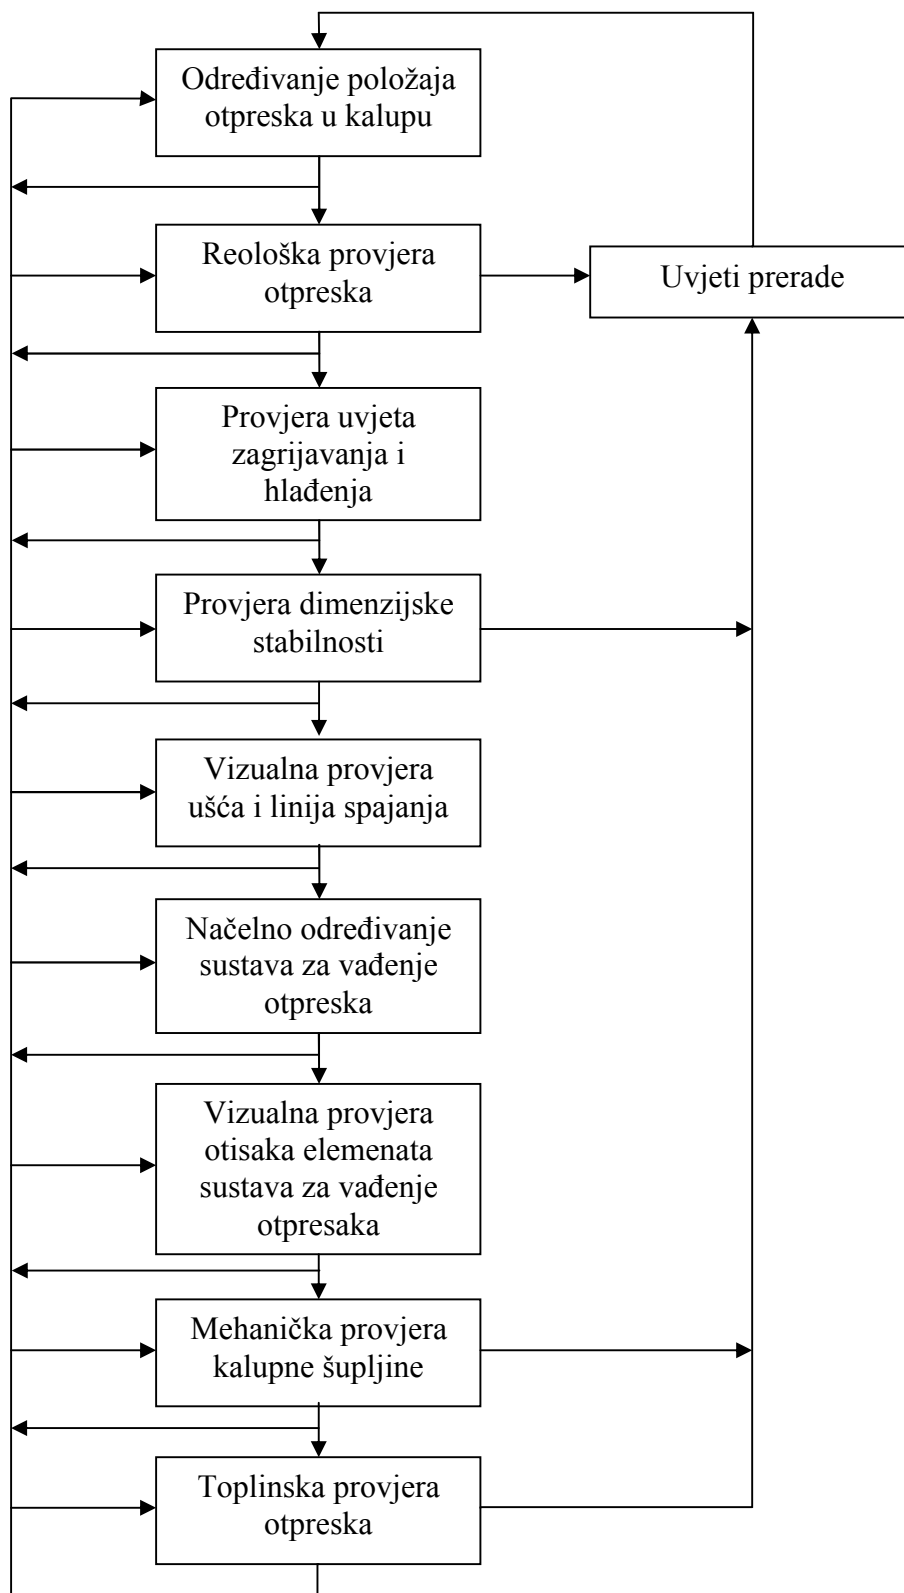 Određivanje položaja
otpreska u kalupu
Reološka provjera
otpreska
Uvjeti prerade
Provjera uvjeta
zagrijavanja i
hlađenja
Provjera dimenzijske
stabilnosti
Vizualna provjera
ušća i linija spajanja
Načelno određivanje
sustava za vađenje
otpreska
Vizualna provjera
otisaka elemenata
sustava za vađenje
otpresaka
Mehanička provjera
kalupne šupljine
Toplinska provjera
otpreska